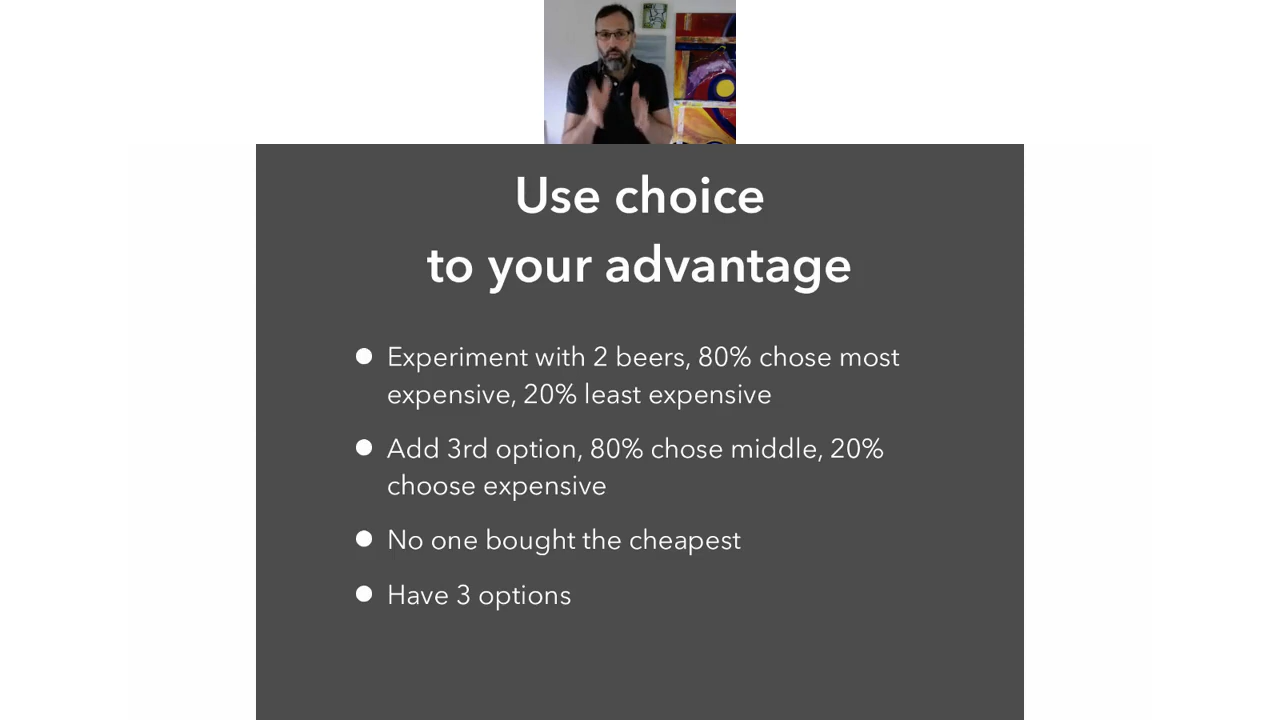 Use choice
to your advantage
● Experiment with 2 beers, 80% chose most
expensive, 20% least expensive
● Add 3rd option, 80% chose middle, 20%
choose expensive
● No one bought the cheapest
● Have 3 options